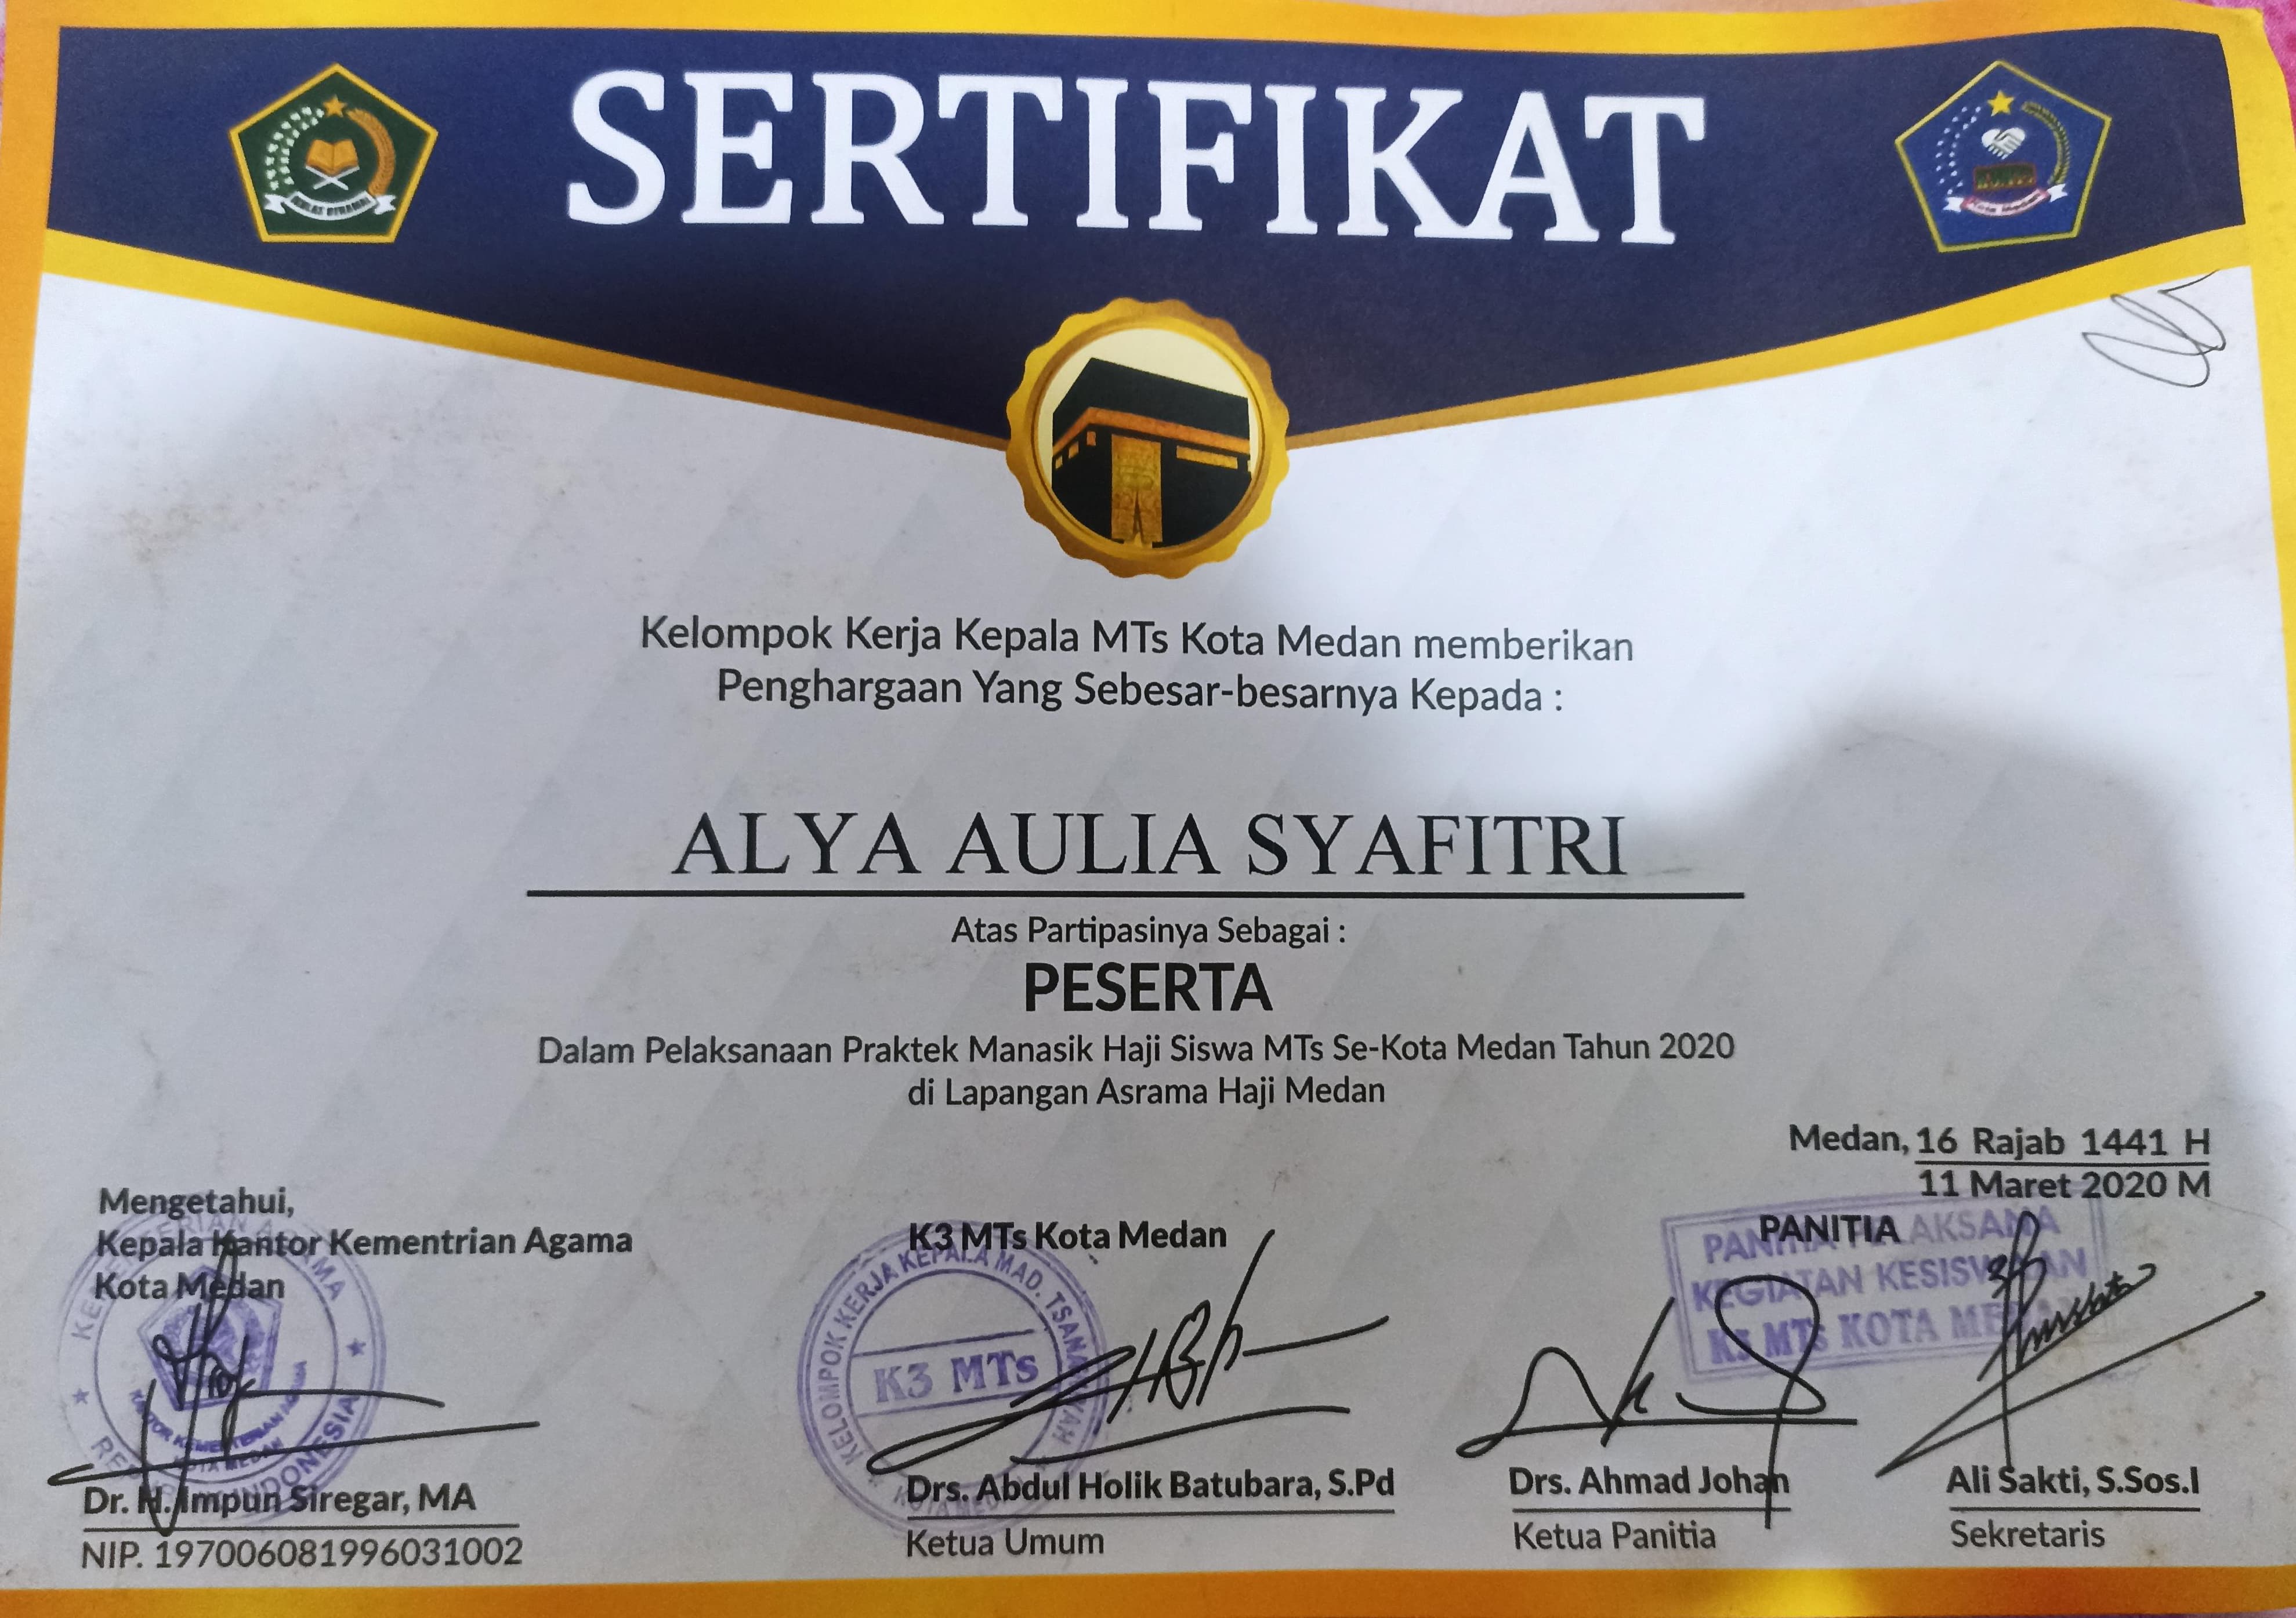 SERTIFIKAT
Kelompok Kerja Kepala MTs Kota Medan memberikan
Penghargaan Yang Sebesar-besarnya Kepada :
ALYA AULIA SYAFITRI
Atas Partipasinya Sebagai :
PESERTA
Dalam Pelaksanaan Praktek Manasik Haji Siswa MTs Se-Kota Medan Tahun 2020
di Lapangan Asrama Haji Medan
Medan, 16 Rajab 1441 H
11 Maret 2020 M
Mengetahui,
Kepala Kantor Kementrian Agama
Kota Medan
Dr. H. Impun Siregar, MA
NIP. 197006081996031002
K3 MTs Kota Medan
KELOMPOK KERJA KEPALA MAD. TSANAWIYAH
K3 MTs
Drs. Abdul Holik Batubara, S.Pd
Ketua Umum
PANITIA
KEGIATAN KESISWAAN
K3 MTs KOTA MEDAN
Drs. Ahmad Johan
Ketua Panitia
Ali Sakti, S.Sos.I
Sekretaris